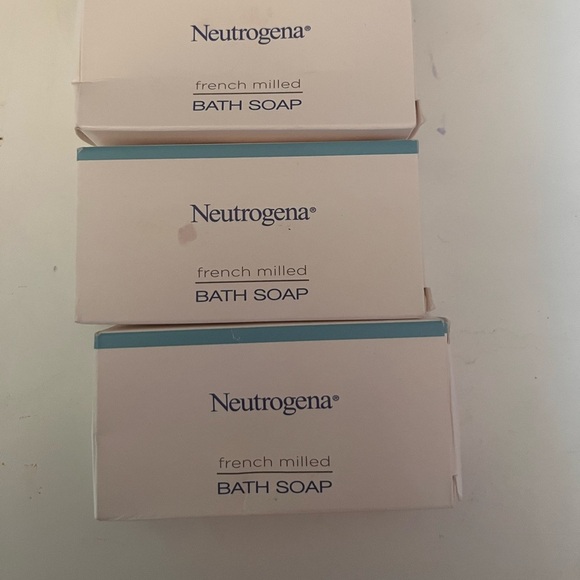 Neutrogena®
french milled
BATH SOAP
Neutrogena®
french milled
BATH SOAP
Neutrogena®
french milled
BATH SOAP